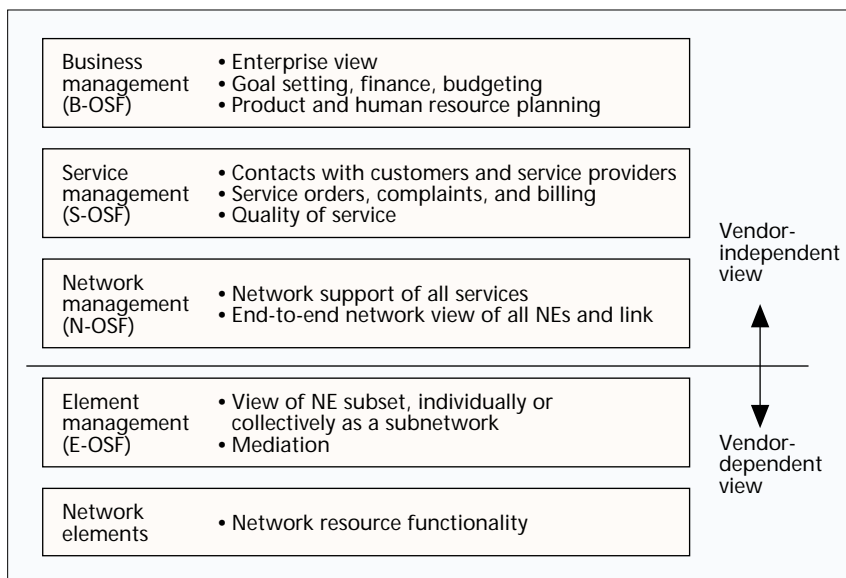 Business
management
(B-OSF)
• Enterprise view
• Goal setting, finance, budgeting
• Product and human resource planning
Service
management
(S-OSF)
• Contacts with customers and service providers
• Service orders, complaints, and billing
• Quality of service
Network
management
(N-OSF)
• Network support of all services
• End-to-end network view of all NEs and link
Vendor-
independent
view
Element
management
(E-OSF)
• View of NE subset, individually or
collectively as a subnetwork
• Mediation
Vendor-
dependent
view
Network
elements
• Network resource functionality